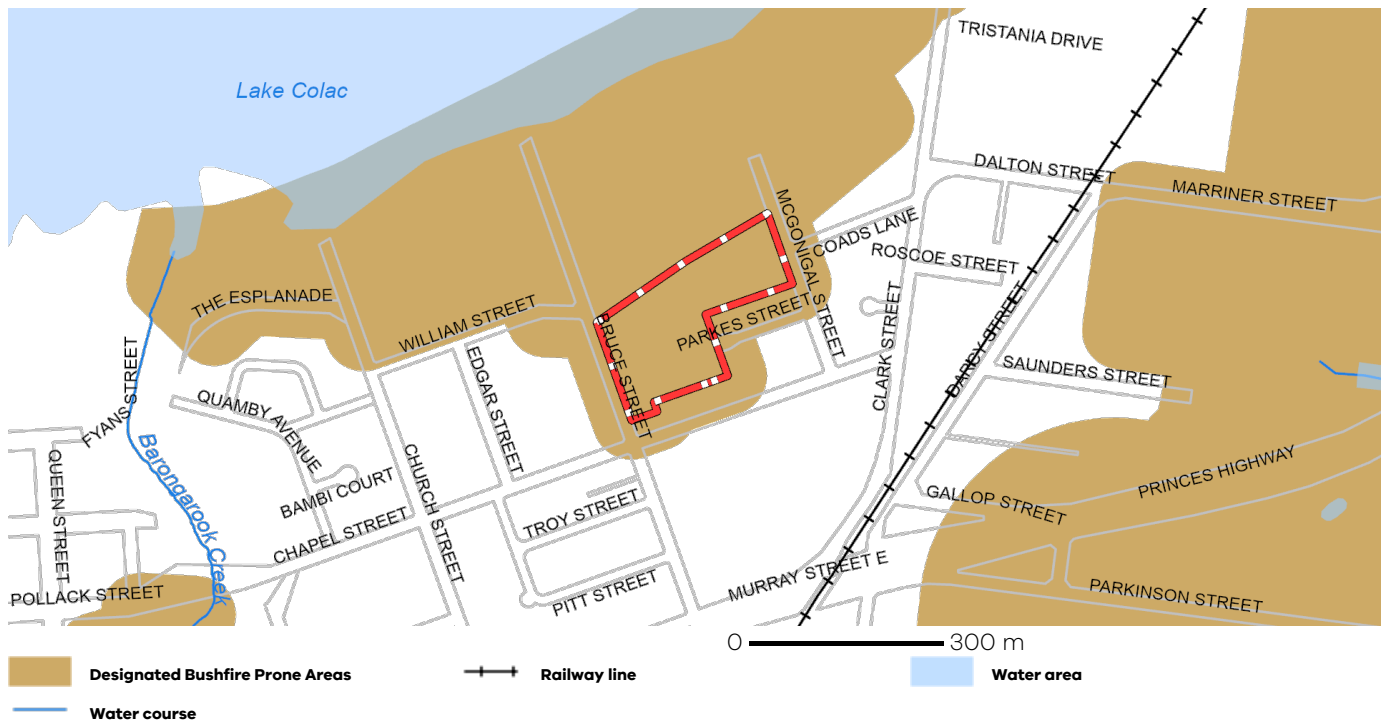 TRISTANIA DRIVE
Lake Colac
DALTON STREET
MARRINER STREET
MCGONIGAL STREET
COADS LANE
ROSCOE STREET
THE ESPLANADE
WILLIAM STREET
BRUCE STREET
PARKES STREET
CLARK STREET
DARCY STREET
SAUNDERS STREET
FYANS STREET
EDGAR STREET
QUAMBY AVENUE
QUEEN STREET
Barongarook Creek
BAMBI COURT
CHURCH STREET
PRINCES HIGHWAY
GALLOP STREET
TROY STREET
CHAPEL STREET
POLLACK STREET
PITT STREET
MURRAY STREET E
PARKINSON STREET
0 300 m
Designated Bushfire Prone Areas
Railway line
Water area
Water course